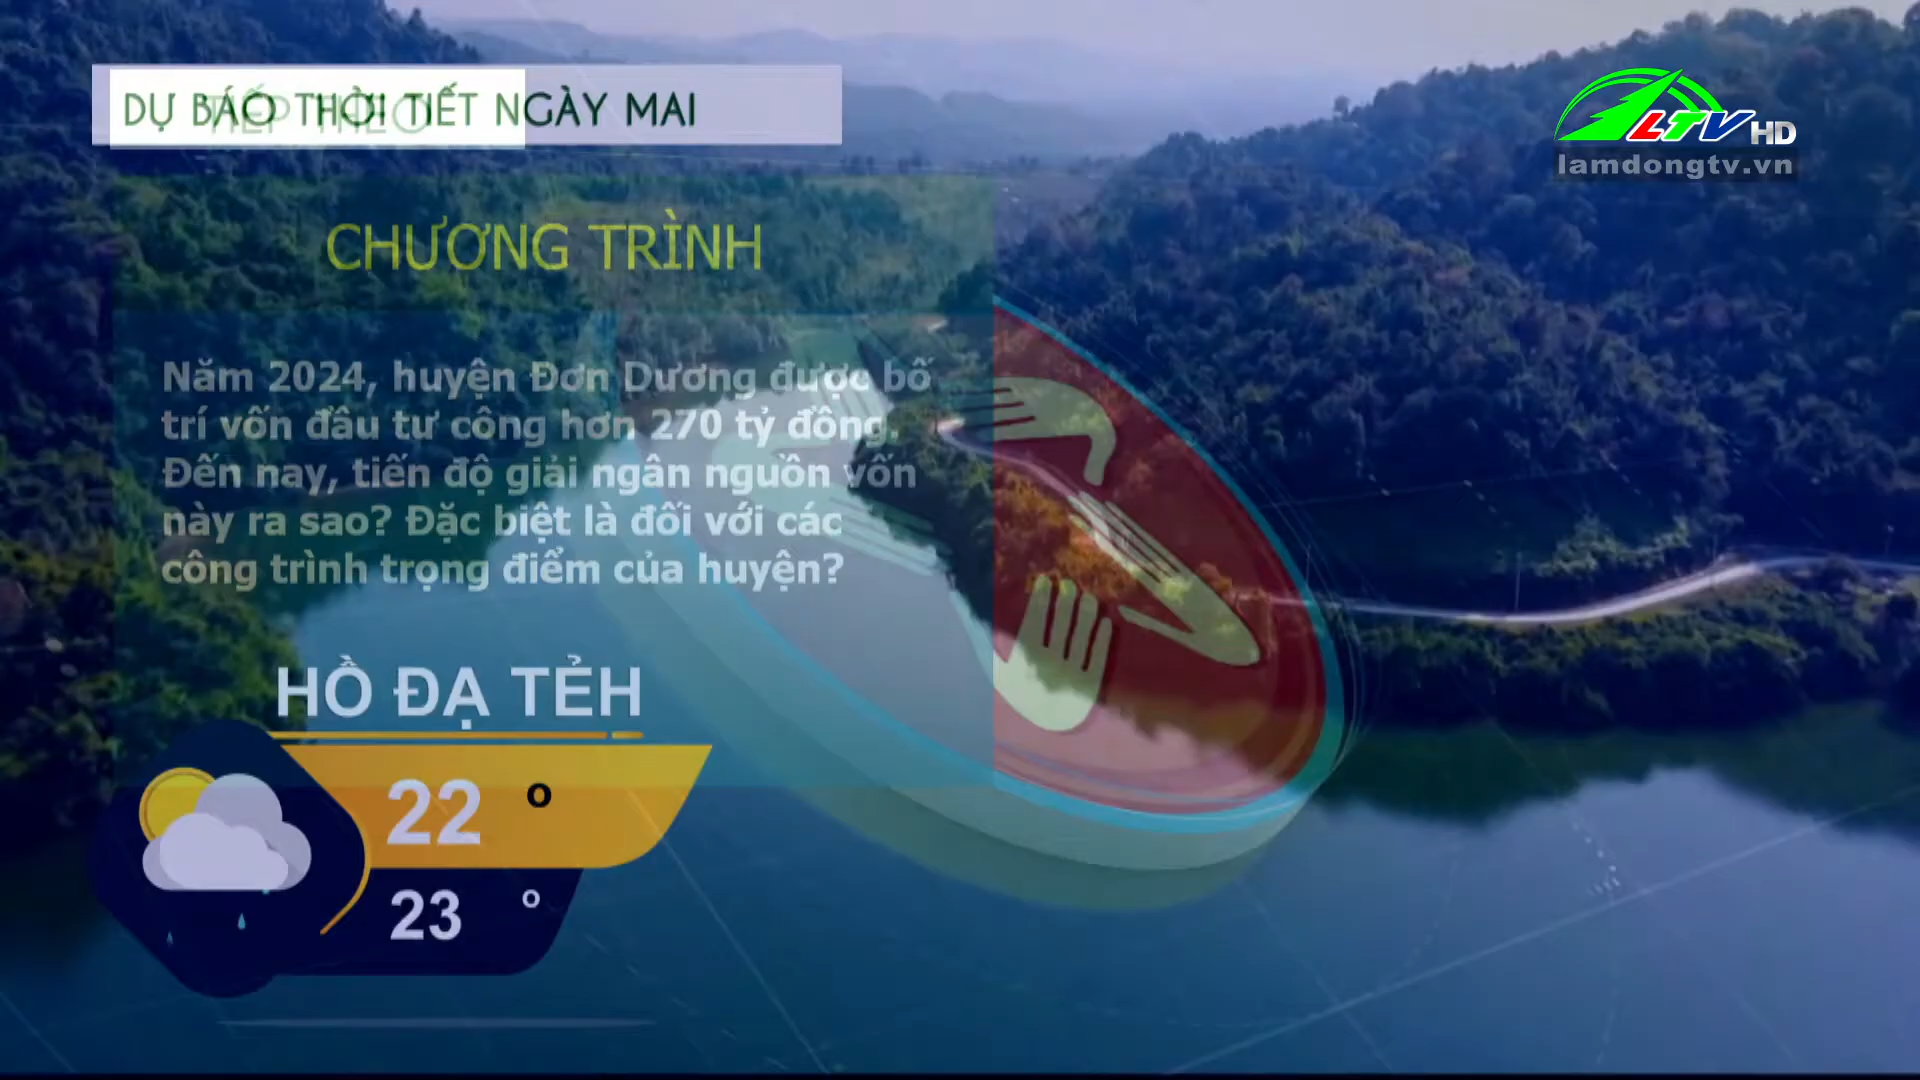 DỰ BÁO THỜI TIẾT NGÀY MAI
TIẾP THEO
LTV HD
lamdongtv.vn
CHƯƠNG TRÌNH
Năm 2024, huyện Đơn Dương được bố
trí vốn đầu tư công hơn 270 tỷ đồng.
Đến nay, tiến độ giải ngân nguồn vốn
này ra sao? Đặc biệt là đối với các
công trình trọng điểm của huyện?
HỒ ĐẠ TẺH
22 °
23 °